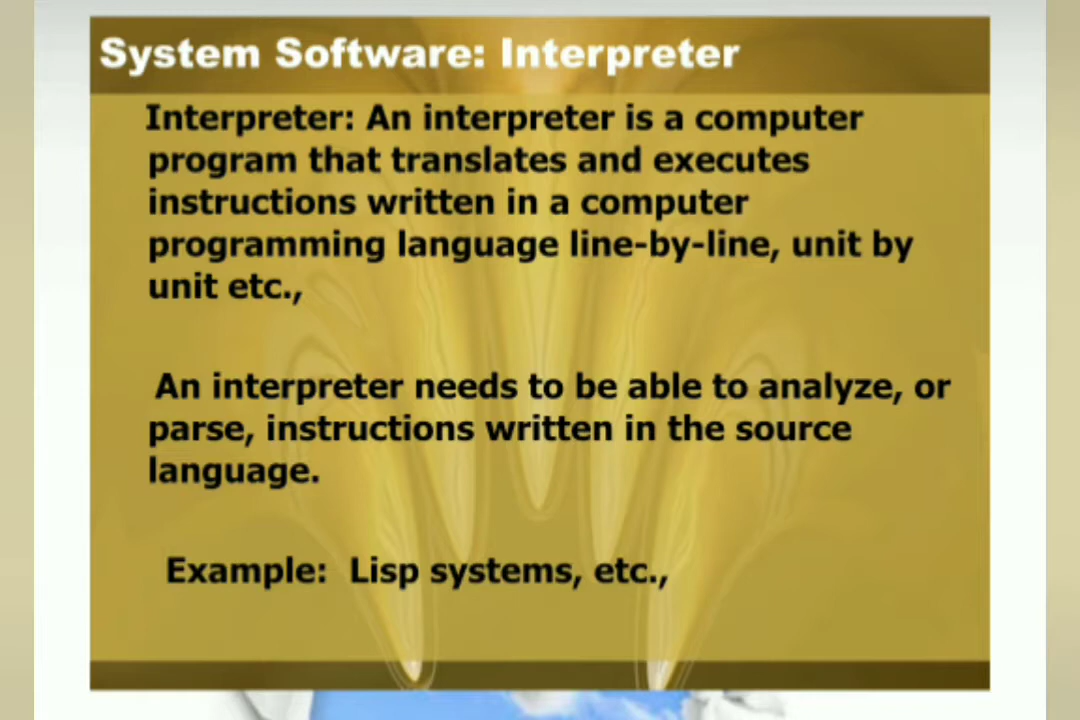 System Software: Interpreter
Interpreter: An interpreter is a computer
program that translates and executes
instructions written in a computer
programming language line-by-line, unit by
unit etc.,
An interpreter needs to be able to analyze, or
parse, instructions written in the source
language.
Example: Lisp systems, etc.,